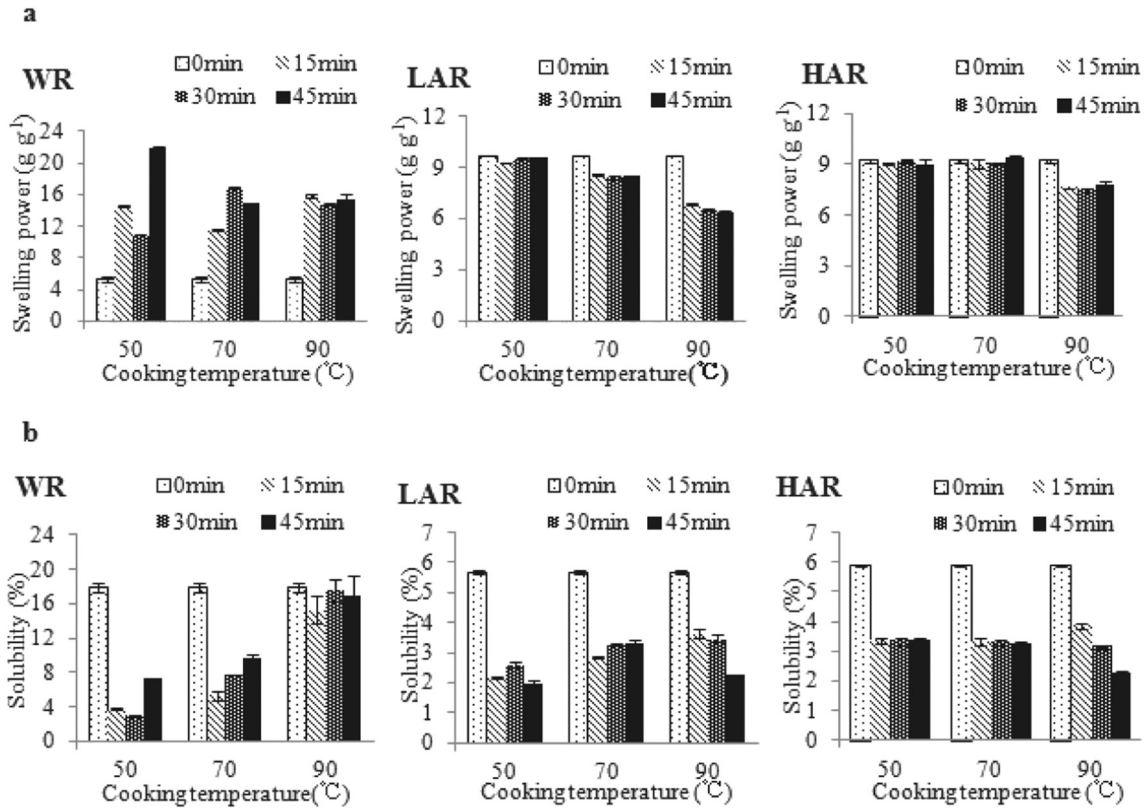 a
WR
0min 15min
30min 45min
Swelling power (g g-1)
24
20
16
12
8
4
0
50 70 90
Cooking temperature (℃)
LAR
0min 15min
30min 45min
Swelling power (g g-1)
12
9
6
3
0
50 70 90
Cooking temperature(℃)
HAR
0min 15min
30min 45min
Swelling power (g g-1)
12
9
6
3
0
50 70 90
Cooking temperature (℃)
b
WR
0min 15min
30min 45min
Solubility (%)
24
20
16
12
8
4
0
50 70 90
Cooking temperature(℃)
LAR
0min 15min
30min 45min
Solubility (%)
7
6
5
4
3
2
1
0
50 70 90
Cooking temperature (℃)
HAR
0min 15min
30min 45min
Solubility (%)
7
6
5
4
3
2
1
0
50 70 90
Cooking temperature (℃)